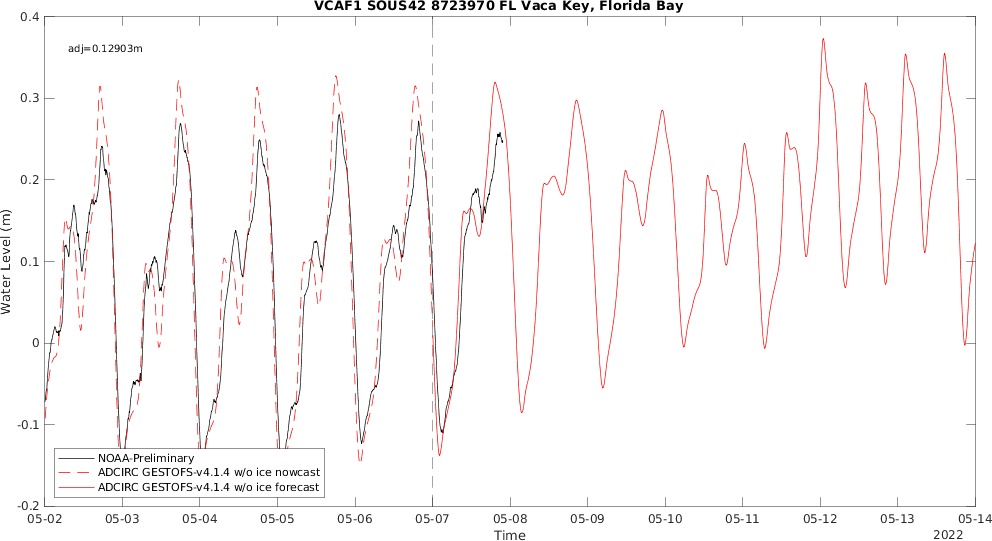 VCAF1 SOUS42 8723970 FL Vaca Key, Florida Bay
adj=0.12903m
0.4
0.3
0.2
0.1
0
-0.1
-0.2
Water Level (m)
NOAA-Preliminary
ADCIRC GESTOFS-v4.1.4 w/o ice nowcast
ADCIRC GESTOFS-v4.1.4 w/o ice forecast
05-02 05-03 05-04 05-05 05-06 05-07 05-08 05-09 05-10 05-11 05-12 05-13 05-14
Time
2022